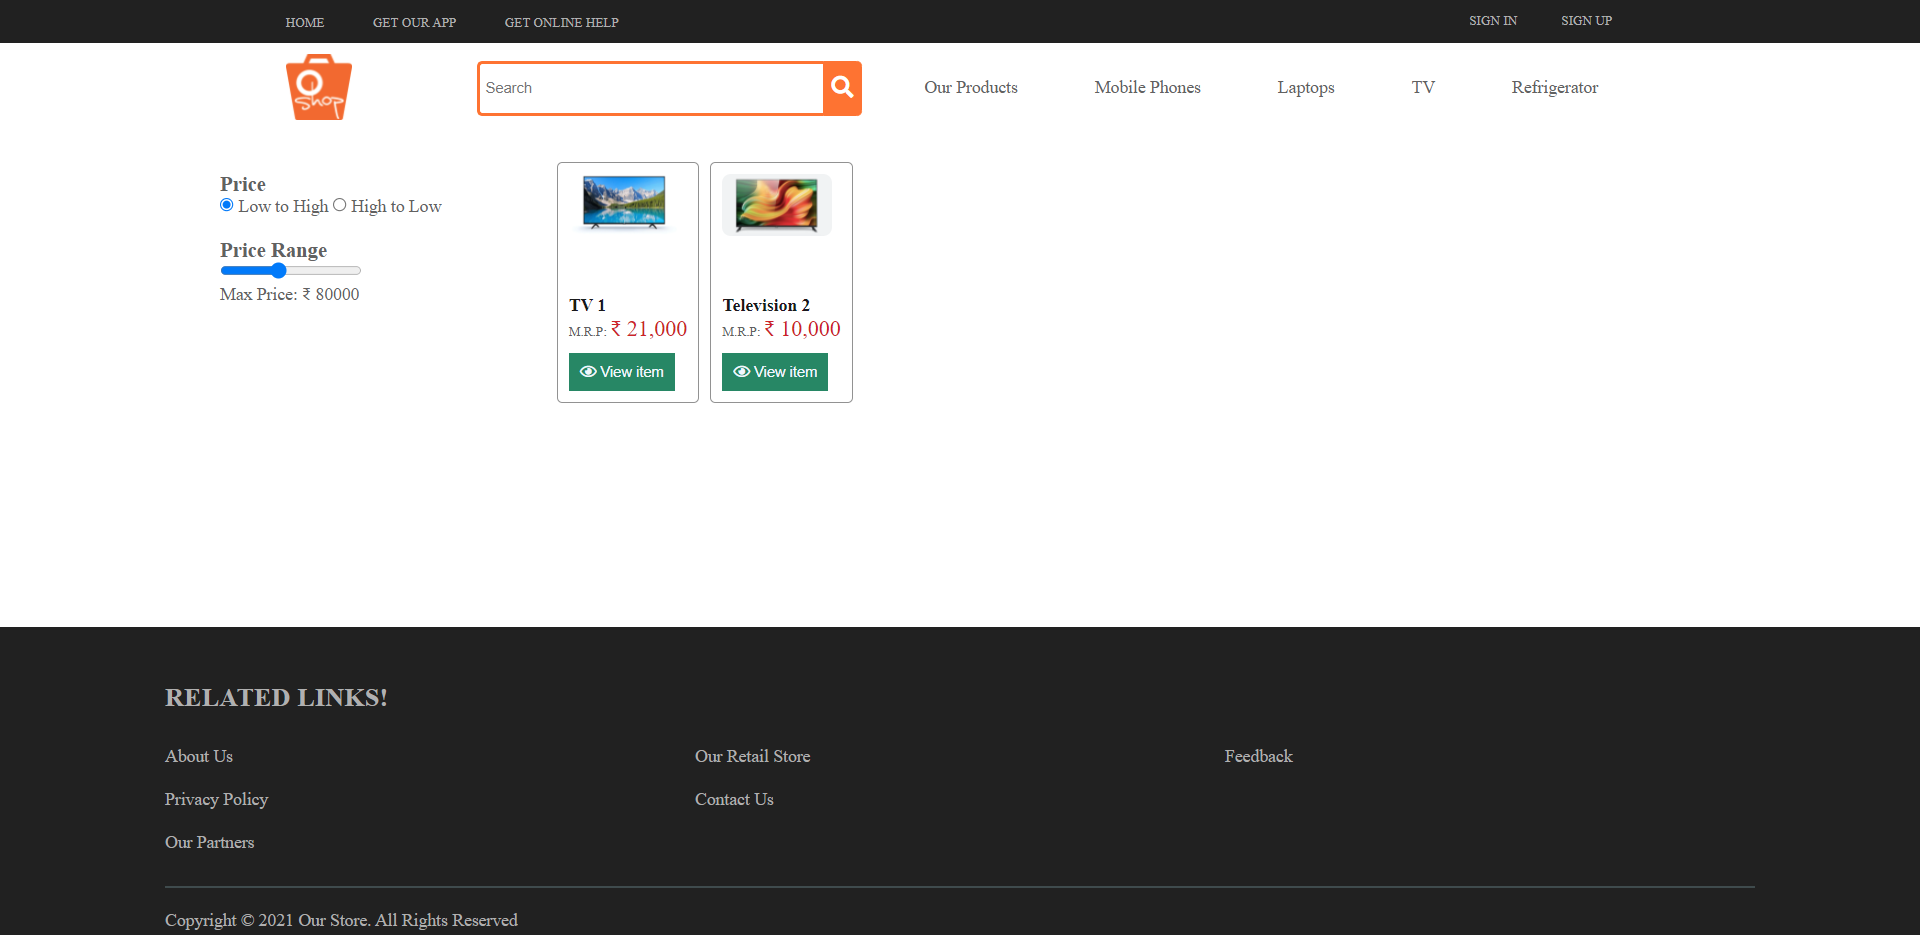 HOME GET OUR APP GET ONLINE HELP SIGN IN SIGN UP
Shop
Search
Our Products Mobile Phones Laptops TV Refrigerator
Price
Low to High High to Low
Price Range
Max Price: ₹ 80000
TV 1
M.R.P: ₹ 21,000
View item
Television 2
M.R.P: ₹ 10,000
View item
RELATED LINKS!
About Us
Privacy Policy
Our Partners
Our Retail Store
Contact Us
Feedback
Copyright © 2021 Our Store. All Rights Reserved